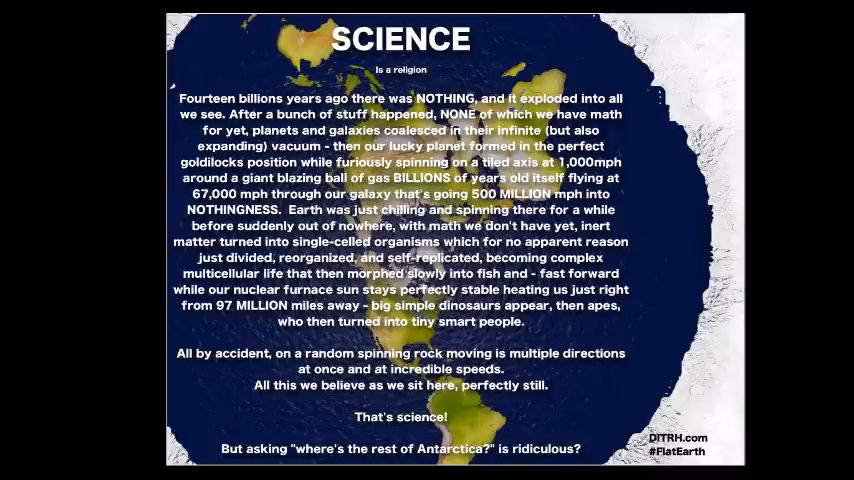 SCIENCE
Is a religion
Fourteen billions years ago there was NOTHING, and it exploded into all
we see. After a bunch of stuff happened, NONE of which we have math
for yet, planets and galaxies coalesced in their infinite (but also
expanding) vacuum - then our lucky planet formed in the perfect
goldilocks position while furiously spinning on a tiled axis at 1,000mph
around a giant blazing ball of gas BILLIONS of years old itself flying at
67,000 mph through our galaxy that's going 500 MILLION mph into
NOTHINGNESS. Earth was just chilling and spinning there for a while
before suddenly out of nowhere, with math we don't have yet, inert
matter turned into single-celled organisms which for no apparent reason
just divided, reorganized, and self-replicated, becoming complex
multicellular life that then morphed slowly into fish and - fast forward
while our nuclear furnace sun stays perfectly stable heating us just right
from 97 MILLION miles away - big simple dinosaurs appear, then apes,
who then turned into tiny smart people.
All by accident, on a random spinning rock moving is multiple directions
at once and at incredible speeds.
All this we believe as we sit here, perfectly still.
That's science!
But asking "where's the rest of Antarctica?" is ridiculous?
DITRH.com
#FlatEarth